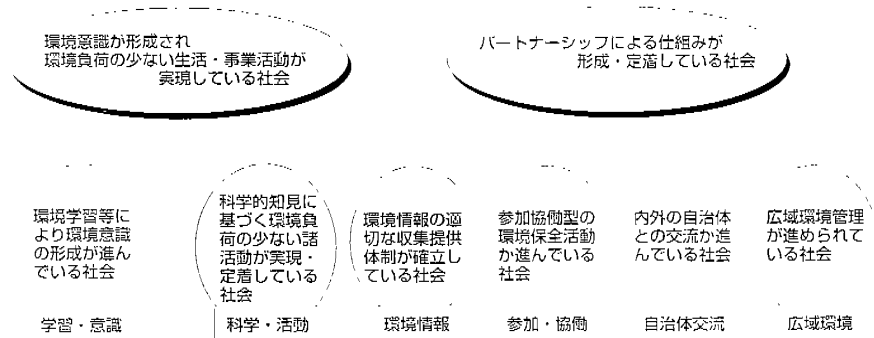 環境意識が形成され
環境負荷の少ない生活・事業活動が
実現している社会
パートナーシップによる仕組みが
形成・定着している社会
環境学習等に
より環境意識
の形成が進ん
でいる社会
科学的知見に
基づく環境負
荷の少ない諸
活動が実現・
定着している
社会
環境情報の適
切な収集提供
体制が確立し
ている社会
参加協働型の
環境保全活動
が進んでいる
社会
内外の自治体
との交流が進
んでいる社会
広域環境管理
が進められて
いる社会
学習・意識
科学・活動
環境情報
参加・協働
自治体交流
広域環境